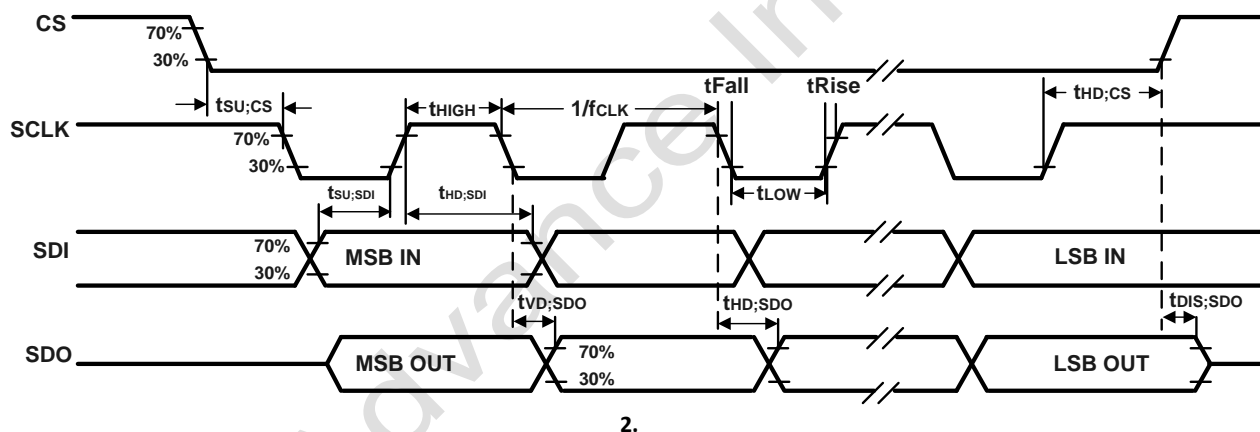 CS
70%
30%
tSU;CS
tHIGH
1/fCLK
tFall
tRise
tHD;CS
SCLK
70%
30%
tSU;SDI
tHD;SDI
tLOW
SDI
70%
30%
MSB IN
LSB IN
tVD;SDO
tHD;SDO
tDIS;SDO
SDO
MSB OUT
70%
30%
LSB OUT
2.